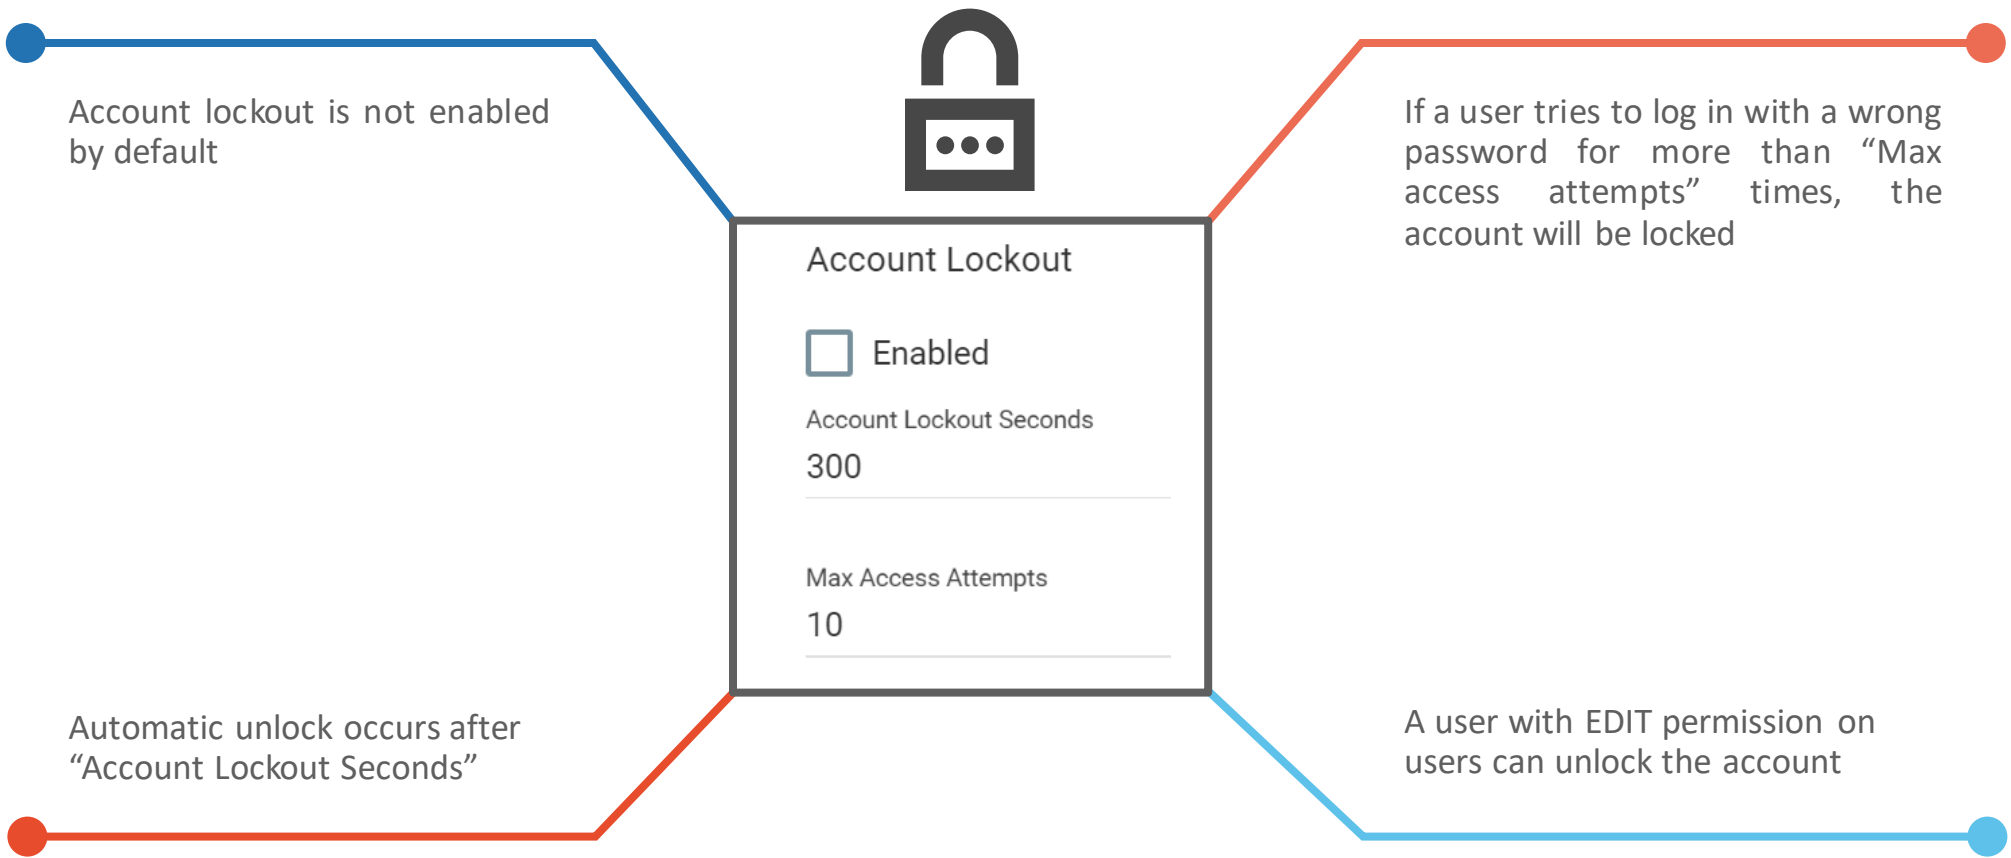 Account lockout is not enabled
by default
If a user tries to log in with a wrong
password for more than “Max
access attempts” times, the
account will be locked
Account Lockout
Enabled
Account Lockout Seconds
300
Max Access Attempts
10
Automatic unlock occurs after
“Account Lockout Seconds”
A user with EDIT permission on
users can unlock the account